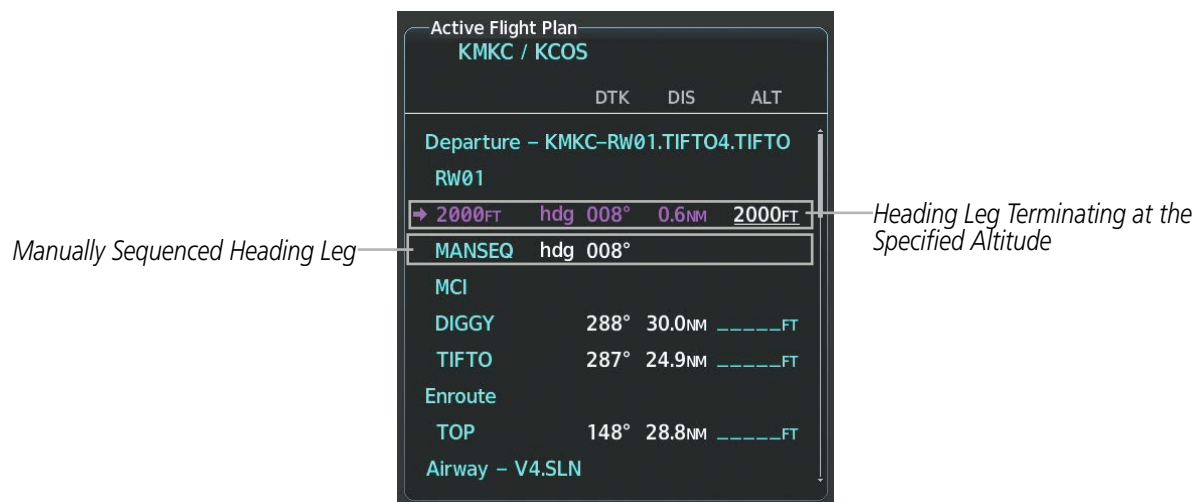 Active Flight Plan
KMKC / KCOS
DTK DIS ALT
Departure – KMKC–RW01.TIFTO4.TIFTO
RW01
2000FT hdg 008° 0.6NM 2000FT
Heading Leg Terminating at the
Specified Altitude
Manually Sequenced Heading Leg
MANSEQ hdg 008°
MCI
DIGGY 288° 30.0NM _____FT
TIFTO 287° 24.9NM _____FT
Enroute
TOP 148° 28.8NM _____FT
Airway – V4.SLN